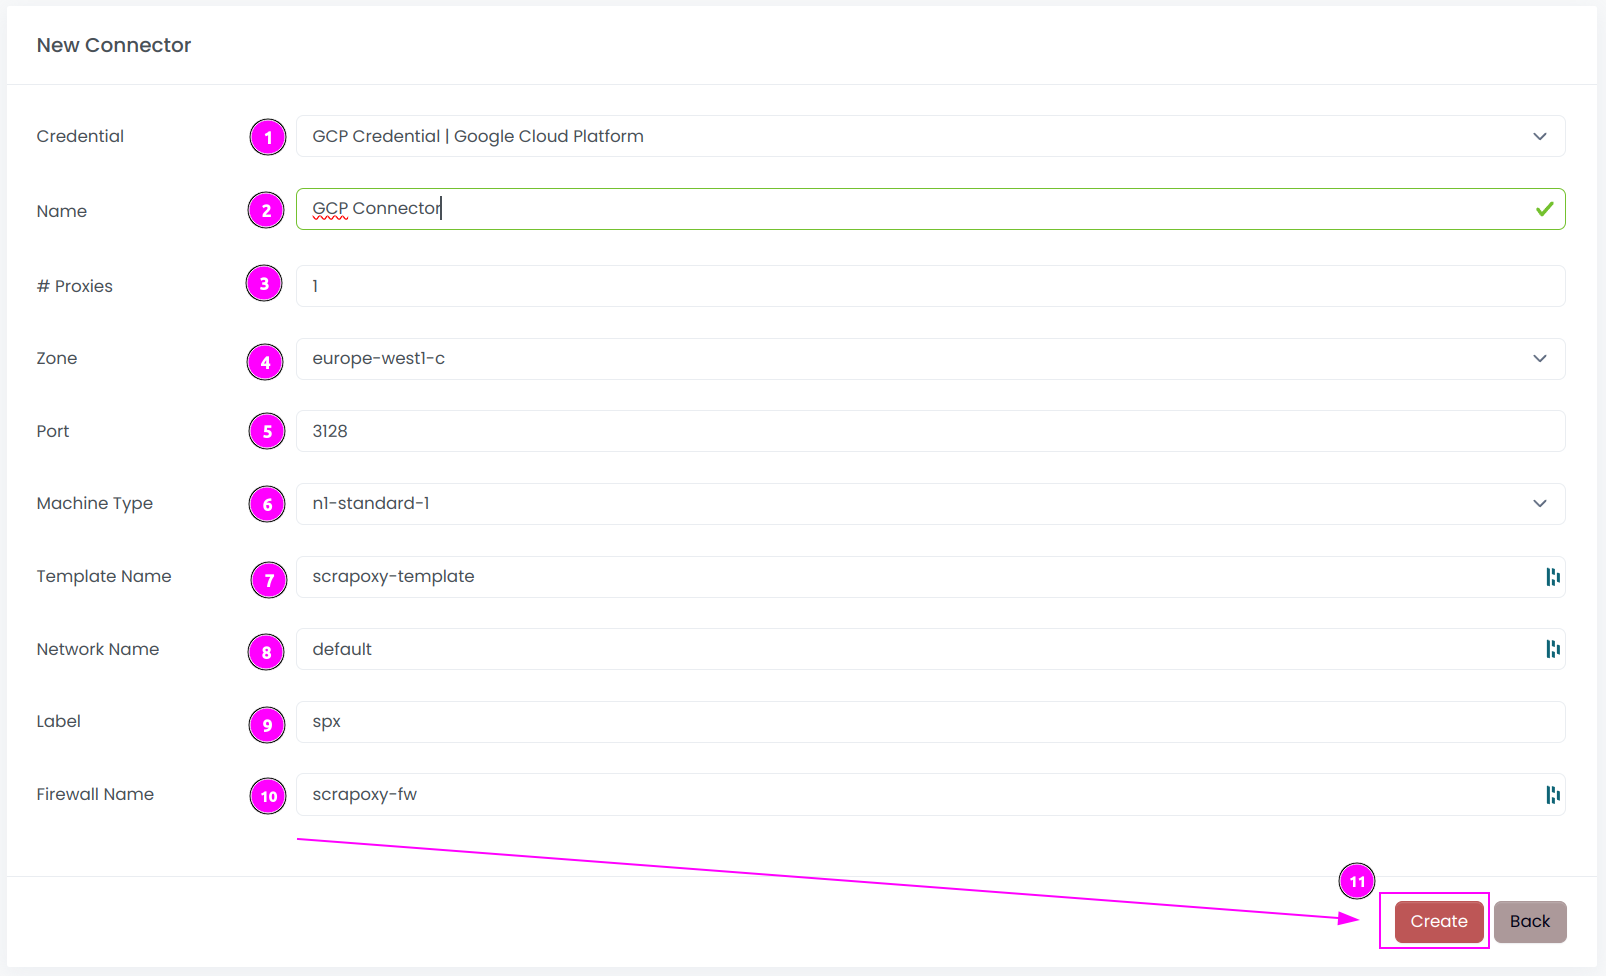 New Connector
Credential 1 GCP Credential | Google Cloud Platform
Name 2 GCP Connector
# Proxies 3 1
Zone 4 europe-west1-c
Port 5 3128
Machine Type 6 n1-standard-1
Template Name 7 scrapoxy-template
Network Name 8 default
Label 9 spx
Firewall Name 10 scrapoxy-fw
11
Create Back